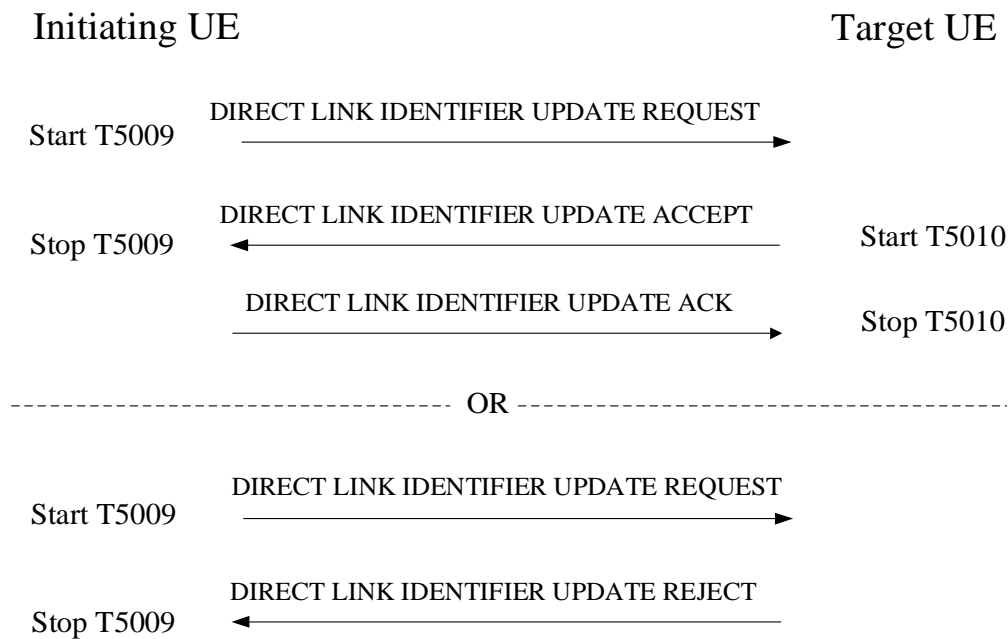 Initiating UE
Target UE
DIRECT LINK IDENTIFIER UPDATE REQUEST
Start T5009
DIRECT LINK IDENTIFIER UPDATE ACCEPT
Stop T5009
Start T5010
DIRECT LINK IDENTIFIER UPDATE ACK
Stop T5010
OR
DIRECT LINK IDENTIFIER UPDATE REQUEST
Start T5009
DIRECT LINK IDENTIFIER UPDATE REJECT
Stop T5009